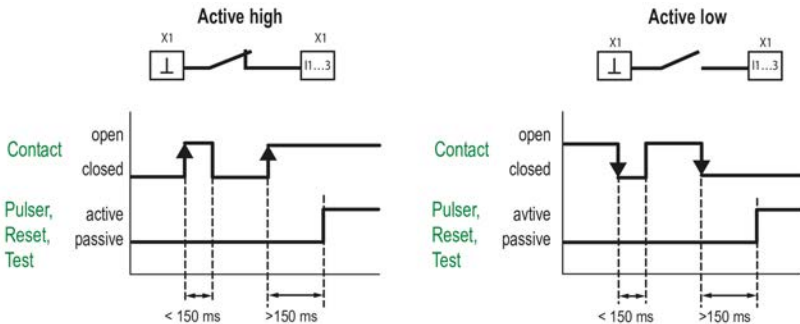 Active high
X1
X1
⊥
I1...3
Contact
open
closed
Pulser,
Reset,
Test
active
passive
< 150 ms
>150 ms
Active low
X1
X1
⊥
I1...3
Contact
open
closed
Pulser,
Reset,
Test
avtive
passive
< 150 ms
>150 ms